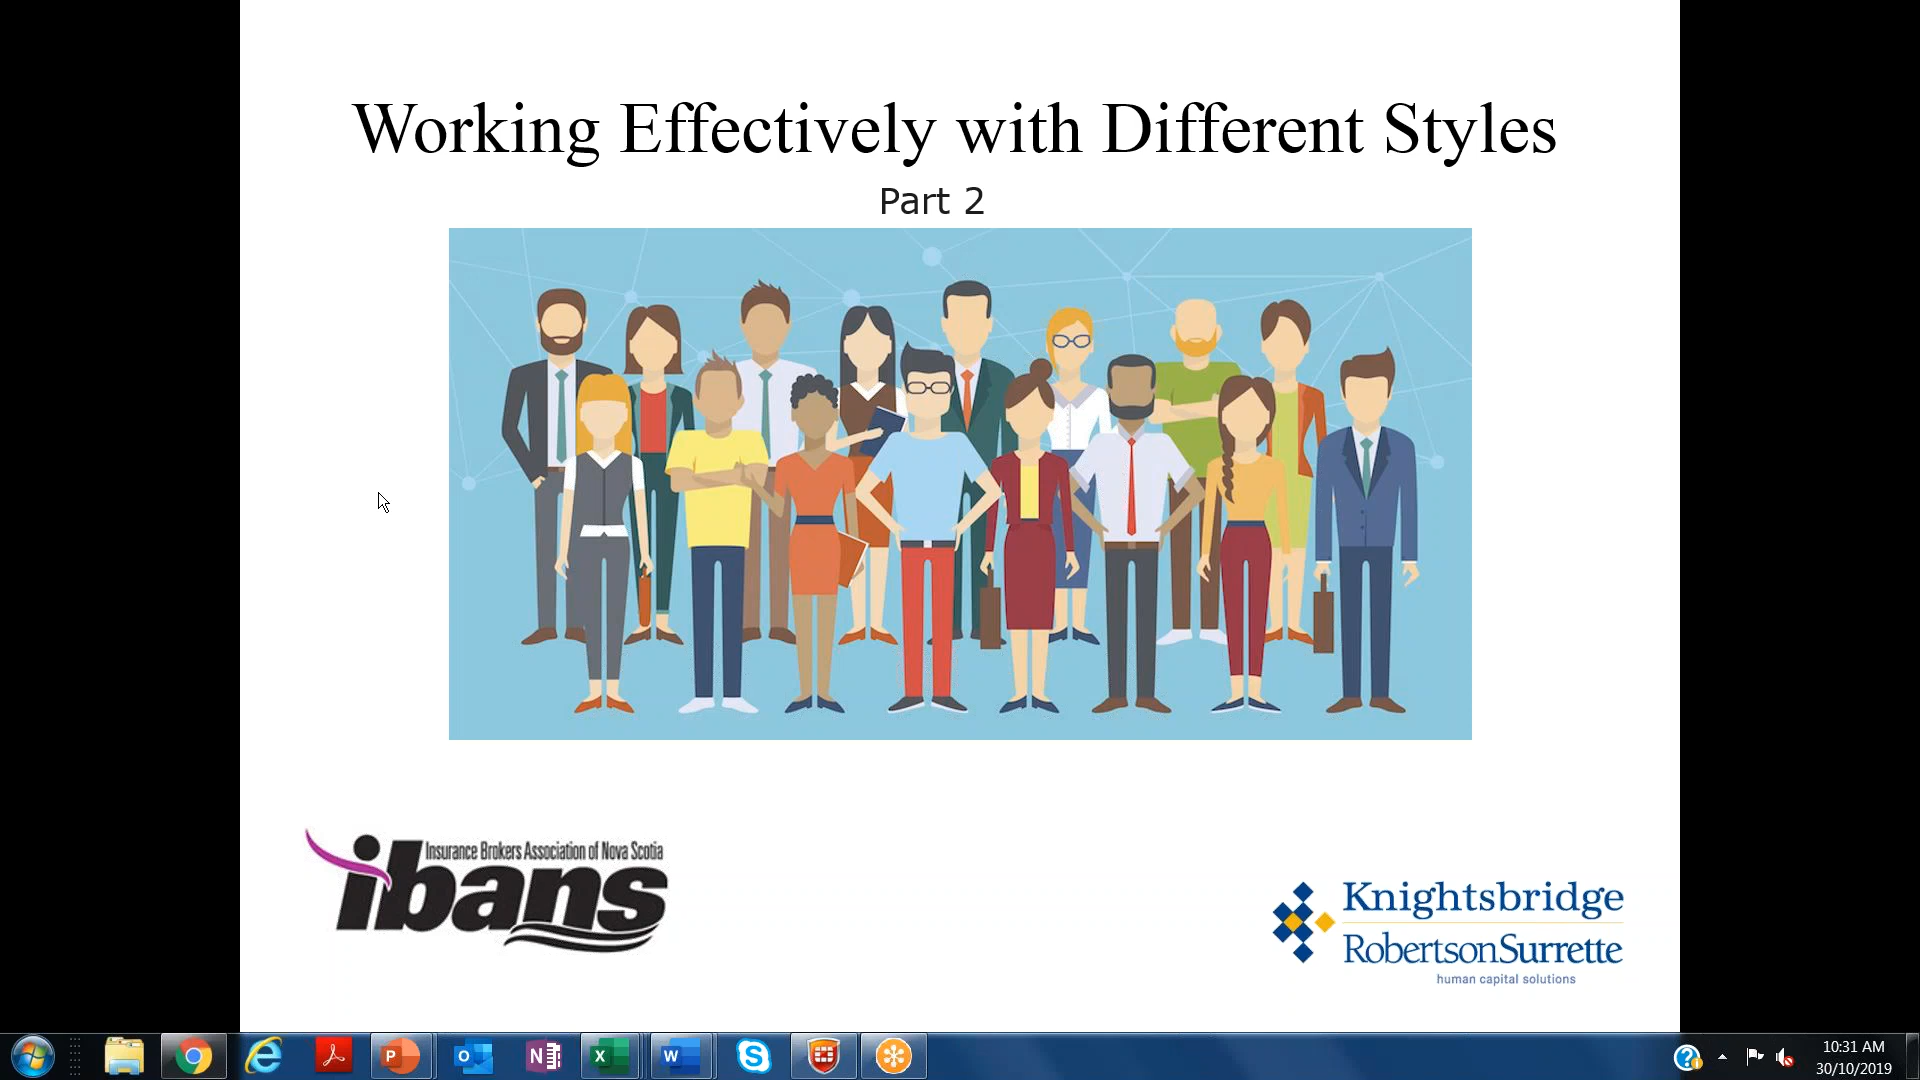 Working Effectively with Different Styles
Part 2
Insurance Brokers Association of Nova Scotia
ibans
Knightsbridge
RobertsonSurrette
human capital solutions
10:31 AM
30/10/2019